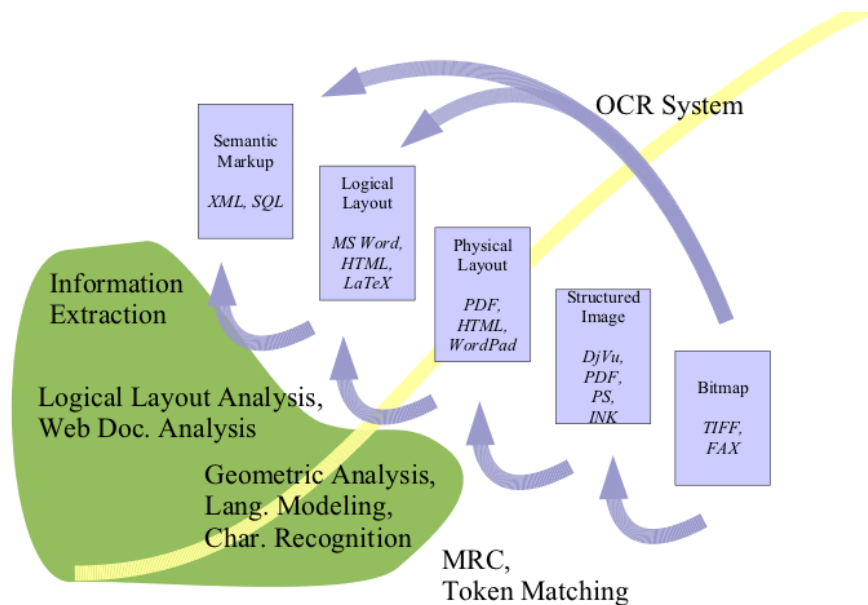 OCR System
Semantic
Markup
XML, SQL
Logical
Layout
MS Word,
HTML,
LaTeX
Physical
Layout
PDF,
HTML,
WordPad
Structured
Image
DjVu,
PDF,
PS,
INK
Bitmap
TIFF,
FAX
Information
Extraction
Logical Layout Analysis,
Web Doc. Analysis
Geometric Analysis,
Lang. Modeling,
Char. Recognition
MRC,
Token Matching